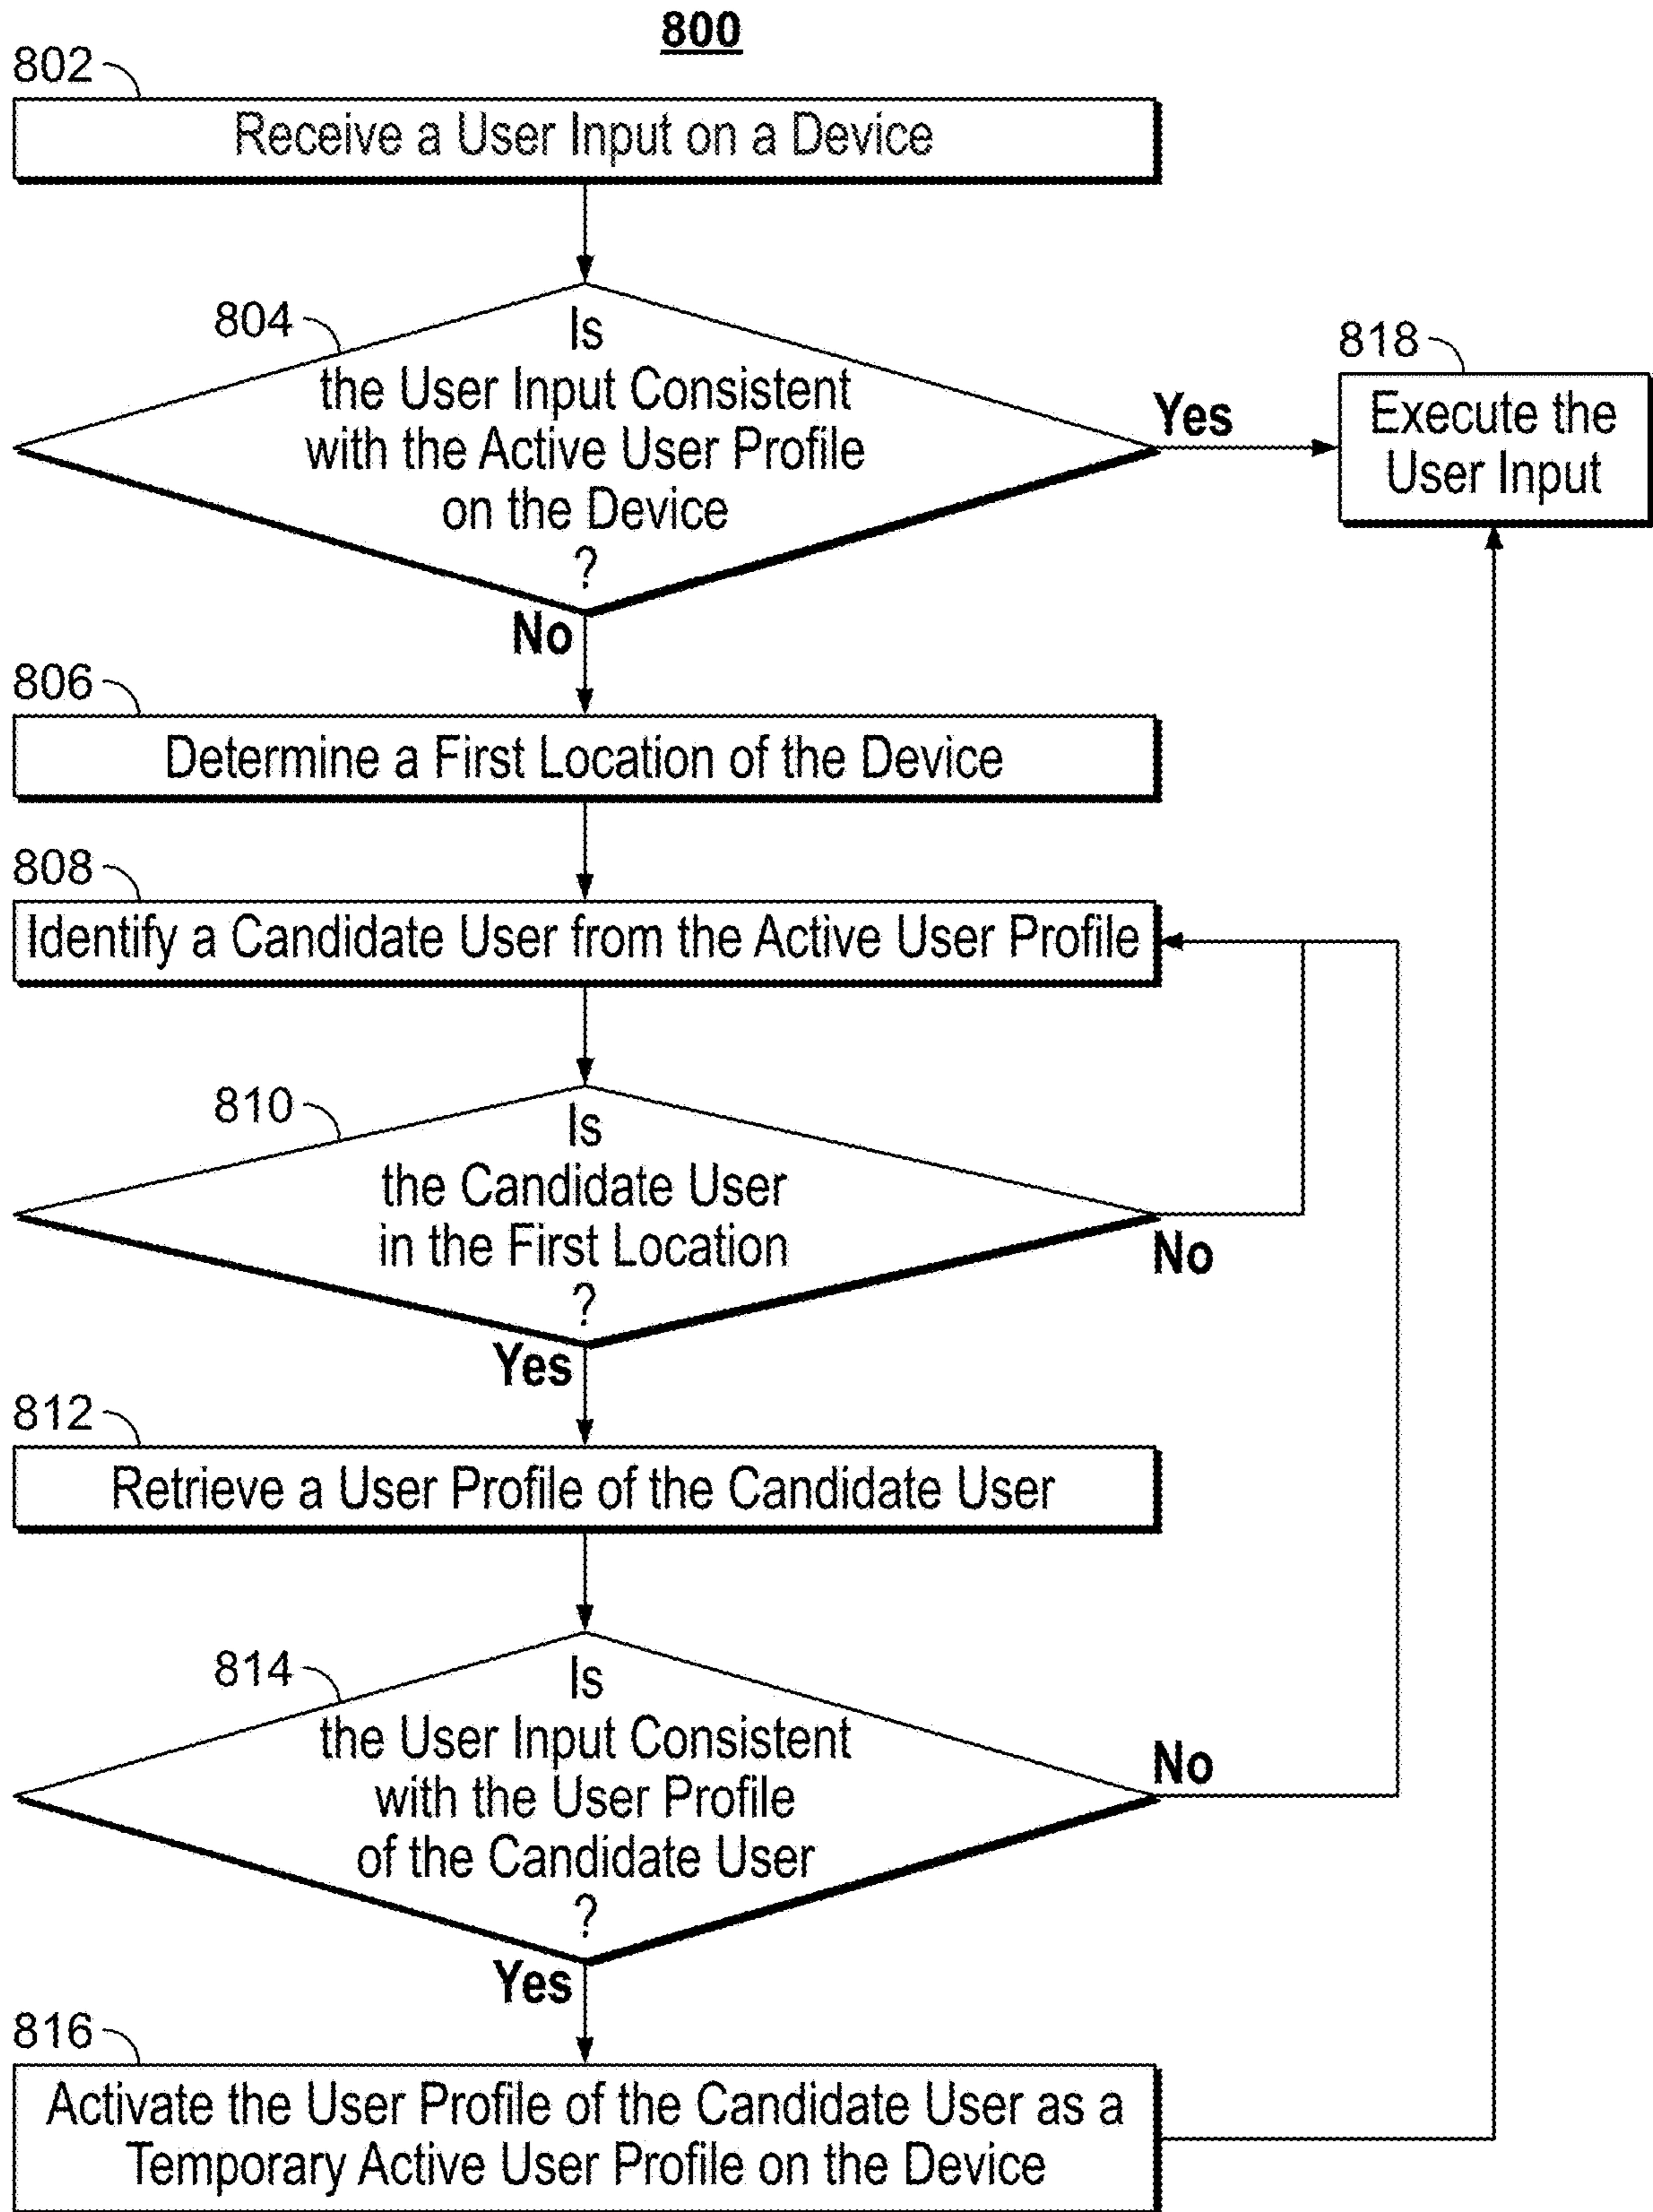 800
802
Receive a User Input on a Device
804
Is
the User Input Consistent
with the Active User Profile
on the Device
?
Yes
818
Execute the
User Input
No
806
Determine a First Location of the Device
808
Identify a Candidate User from the Active User Profile
810
Is
the Candidate User
in the First Location
?
No
Yes
812
Retrieve a User Profile of the Candidate User
814
Is
the User Input Consistent
with the User Profile
of the Candidate User
?
No
Yes
816
Activate the User Profile of the Candidate User as a
Temporary Active User Profile on the Device